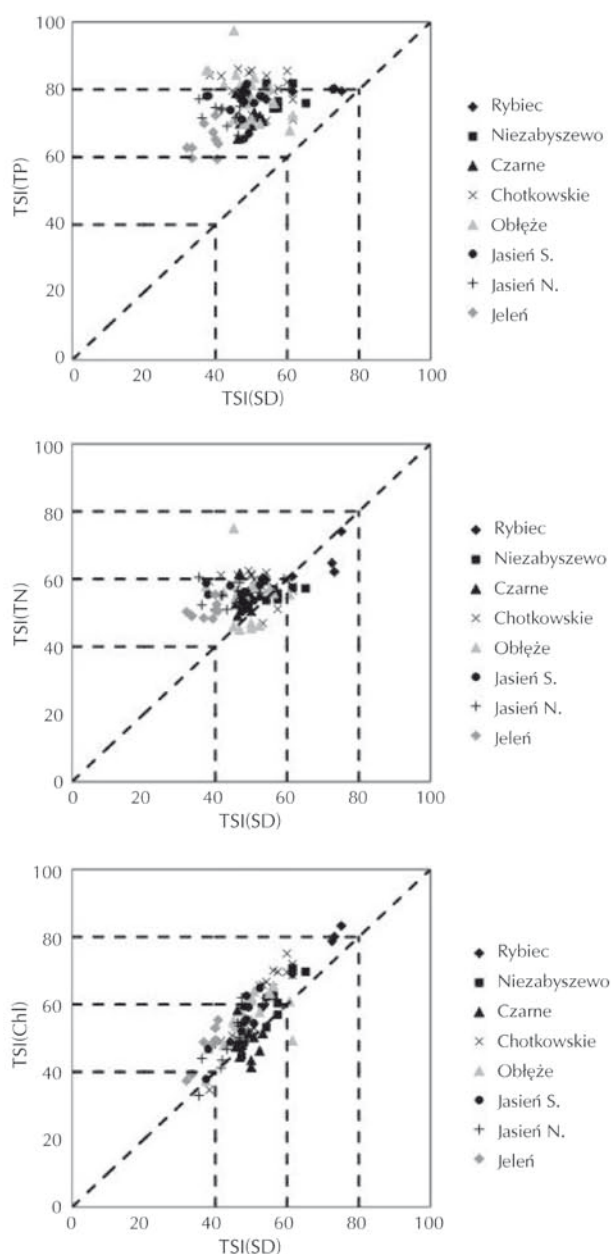 100
80
60
40
20
0
TSI(TP)
0 20 40 60 80 100
TSI(SD)
Rybiec
Niezabyszewo
Czarne
Chotkowskie
Obłęże
Jasień S.
Jasień N.
Jeleń
100
80
60
40
20
0
TSI(TN)
0 20 40 60 80 100
TSI(SD)
Rybiec
Niezabyszewo
Czarne
Chotkowskie
Obłęże
Jasień S.
Jasień N.
Jeleń
100
80
60
40
20
0
TSI(Chl)
0 20 40 60 80 100
TSI(SD)
Rybiec
Niezabyszewo
Czarne
Chotkowskie
Obłęże
Jasień S.
Jasień N.
Jeleń